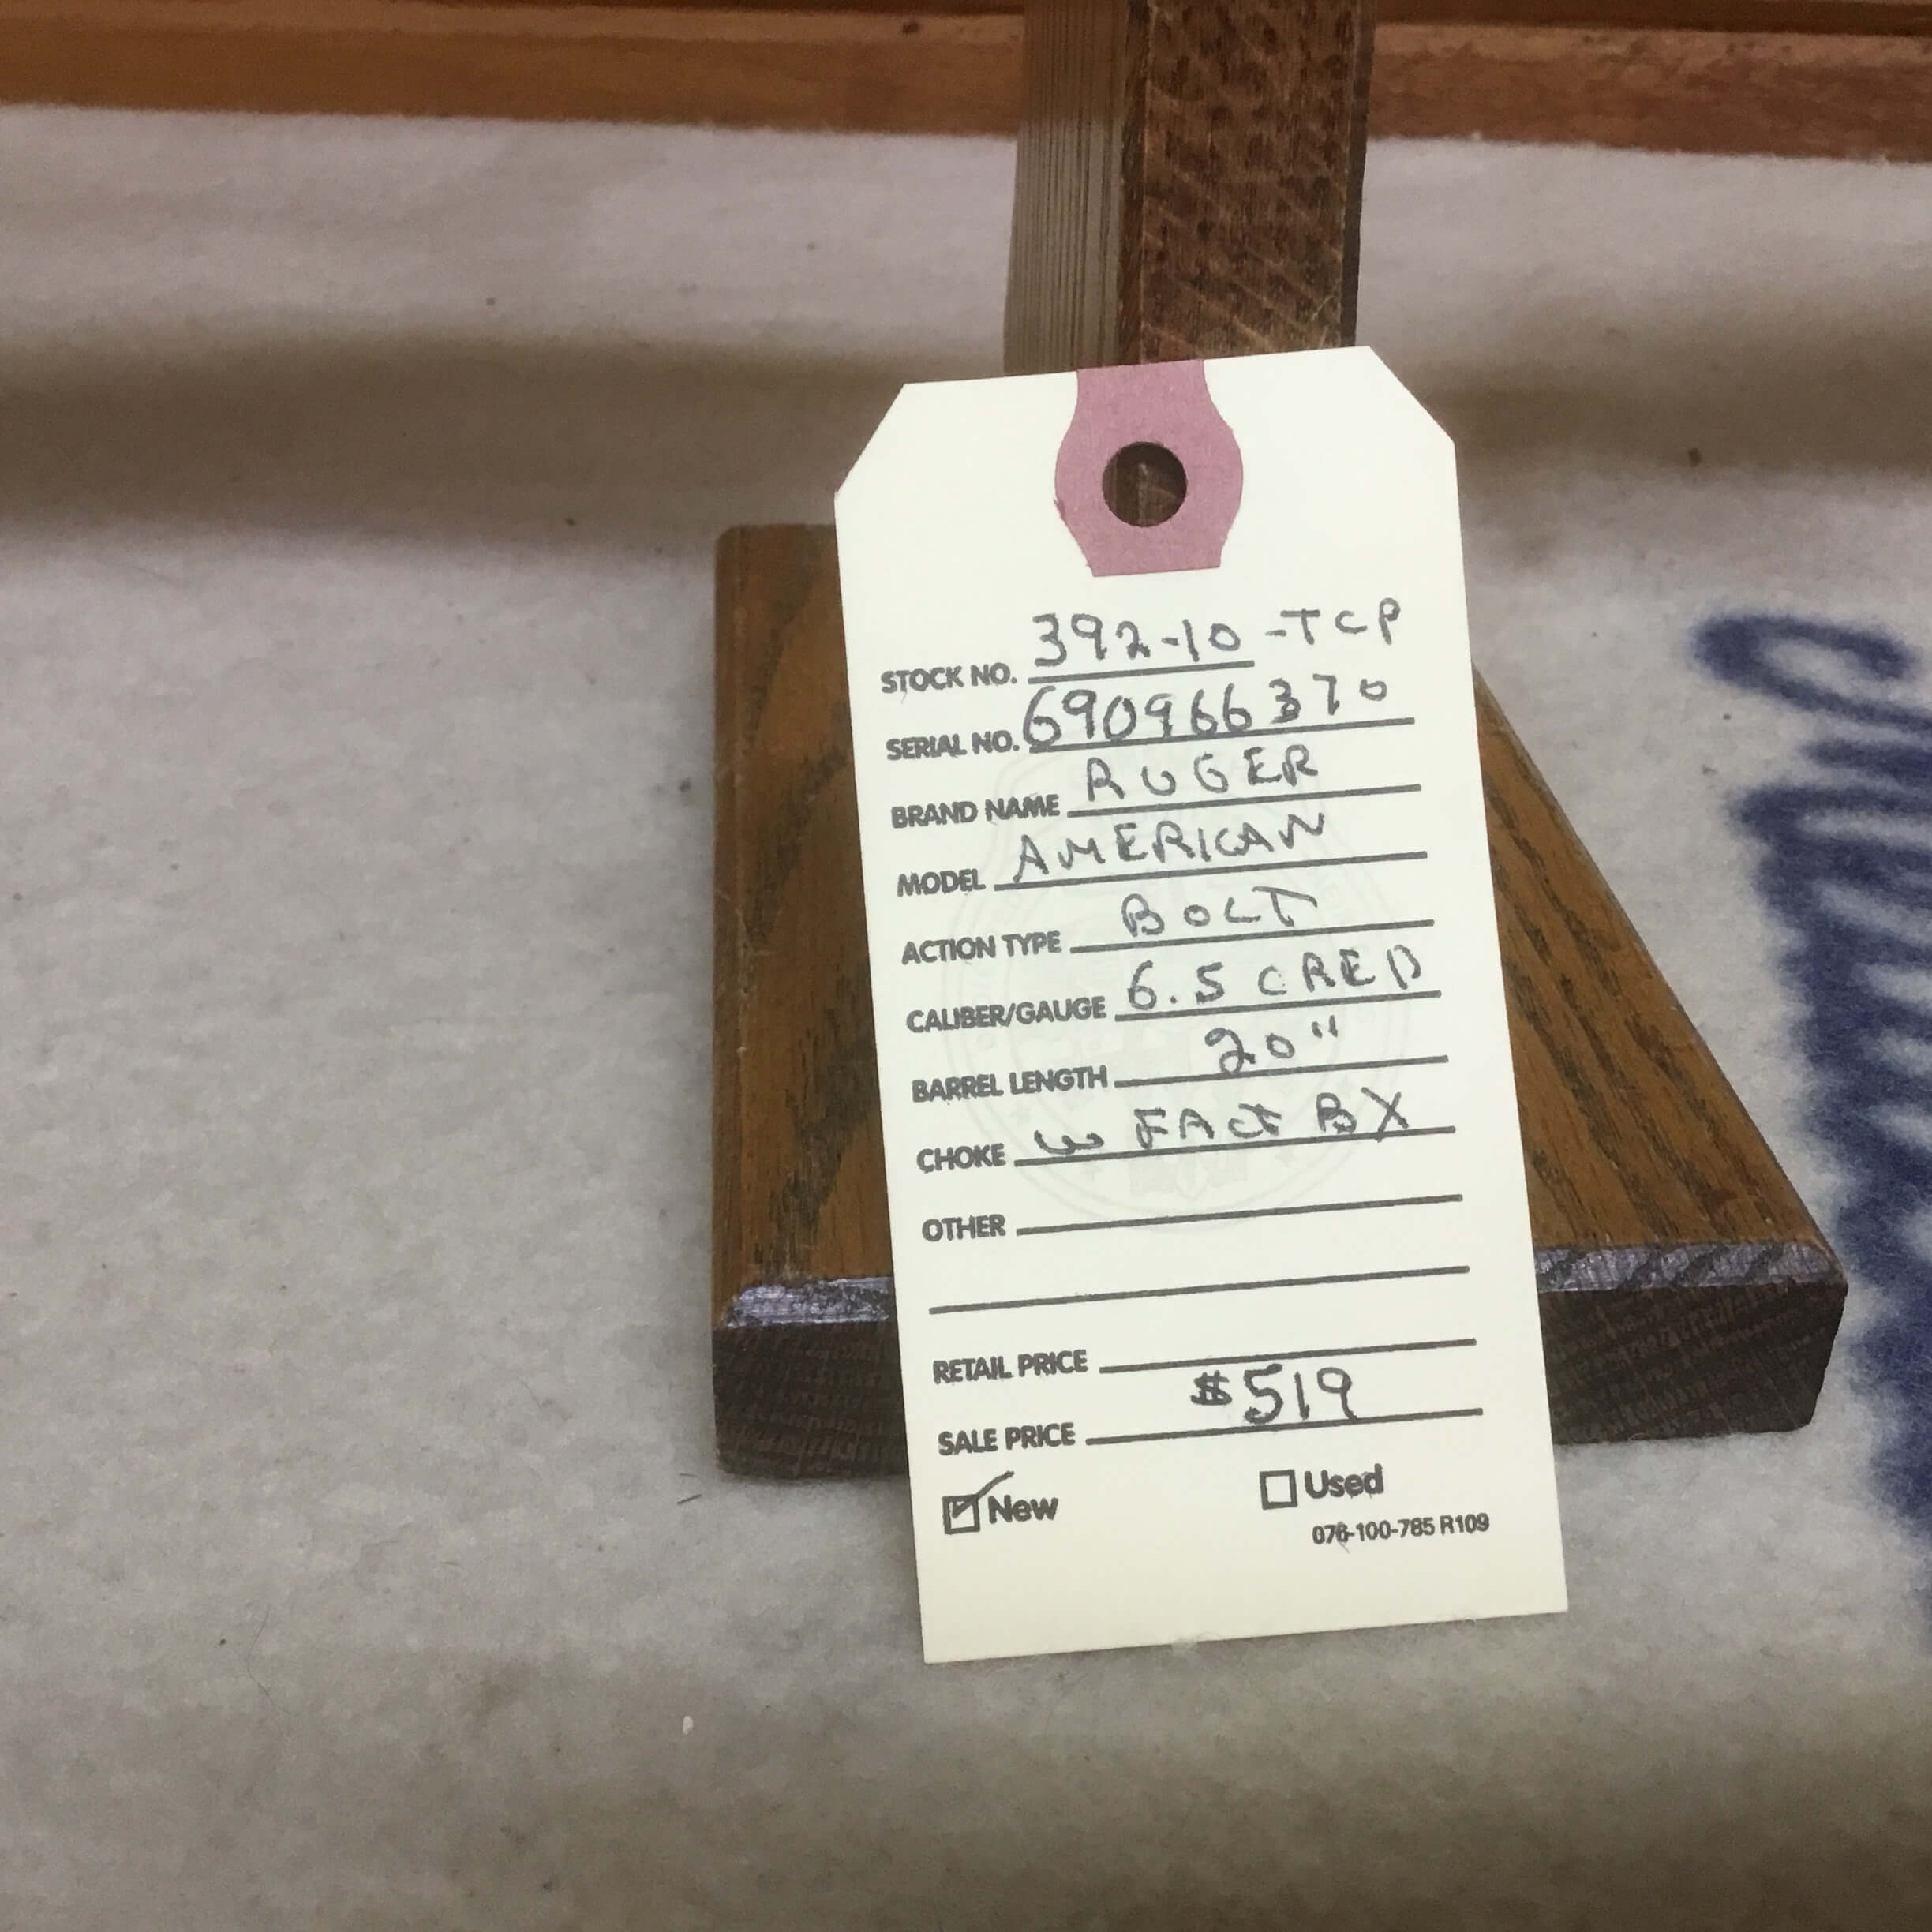 STOCK NO. 392-10-TCP
SERIAL NO. 690966370
BRAND NAME RUGER
MODEL AMERICAN
ACTION TYPE BOLT
CALIBER/GAUGE 6.5 CRED
BARREL LENGTH 20"
CHOKE W FACT BX
OTHER
RETAIL PRICE
SALE PRICE $519
New Used
076-100-785 R109